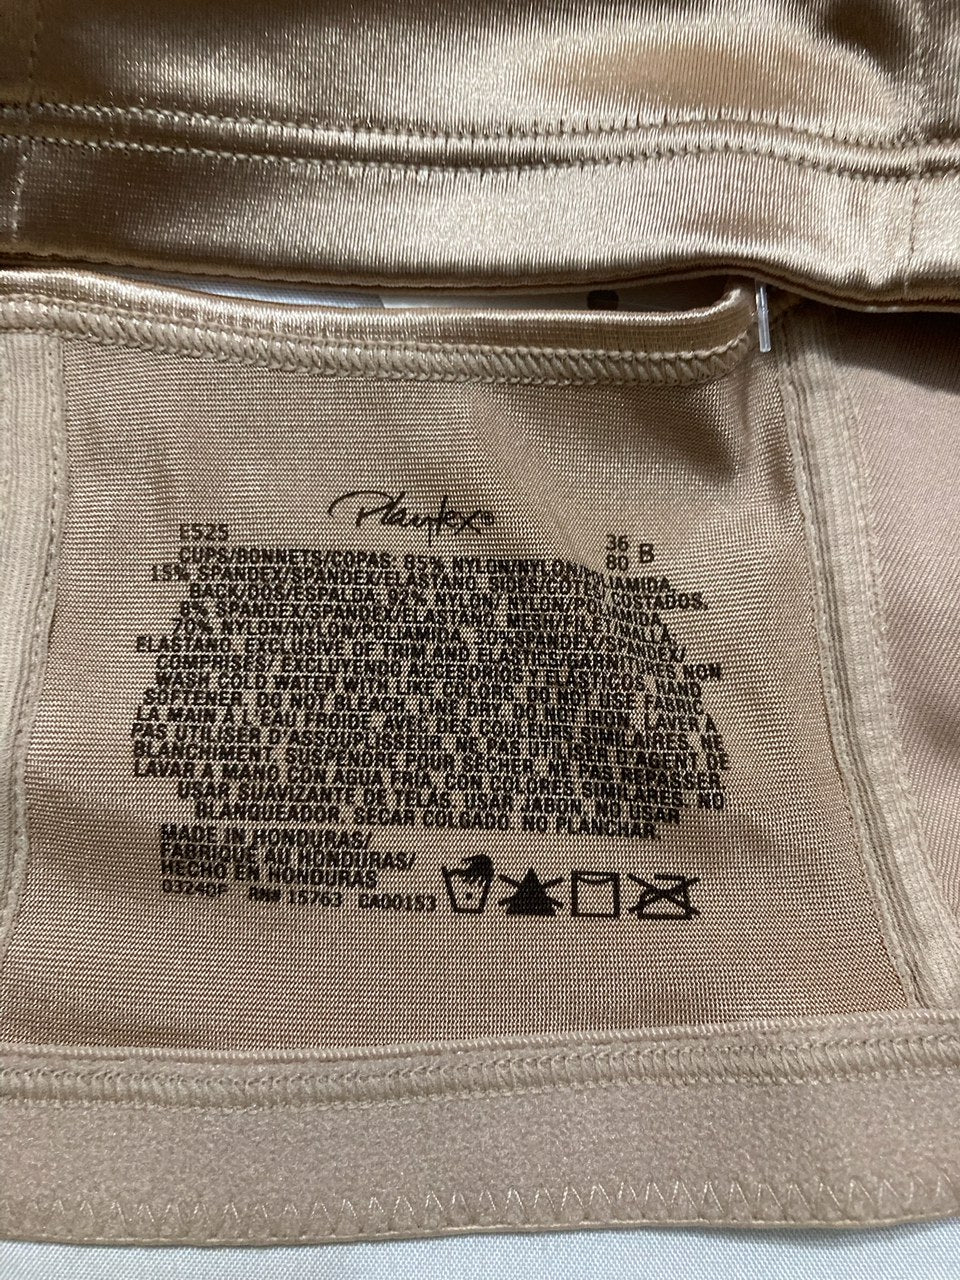 Playtex®
E525
36 B
80
CUPS/BONNETS/COPAS: 85% NYLON/NYLON/POLIAMIDA,
15% SPANDEX/SPANDEX/ELASTANO. SIDES/COTES/COSTADOS,
BACK/DOS/ESPALDA: 92% NYLON/NYLON/POLIAMIDA,
8% SPANDEX/SPANDEX/ELASTANO. MESH/FILET/MALLA:
70% NYLON/NYLON/POLIAMIDA, 30% SPANDEX/SPANDEX/
ELASTANO. EXCLUSIVE OF TRIM AND ELASTICS/GARNITURES NON
COMPRISES/ EXCLUYENDO ACCESORIOS Y ELASTICOS. HAND
WASH COLD WATER WITH LIKE COLORS. DO NOT USE FABRIC
SOFTENER. DO NOT BLEACH. LINE DRY. DO NOT IRON. LAVER À
LA MAIN À L'EAU FROIDE, AVEC DES COULEURS SIMILAIRES. NE
PAS UTILISER D'ASSOUPLISSEUR. NE PAS UTILISER D'AGENT DE
BLANCHIMENT. SUSPENDRE POUR SÉCHER. NE PAS REPASSER.
LAVAR A MANO CON AGUA FRÍA, CON COLORES SIMILARES. NO
USAR SUAVIZANTE DE TELAS. USAR JABON. NO USAR
BLANQUEADOR. SECAR COLGADO. NO PLANCHAR.
MADE IN HONDURAS/
FABRIQUÉ AU HONDURAS/
HECHO EN HONDURAS
03240F RN# 15763 CA00153